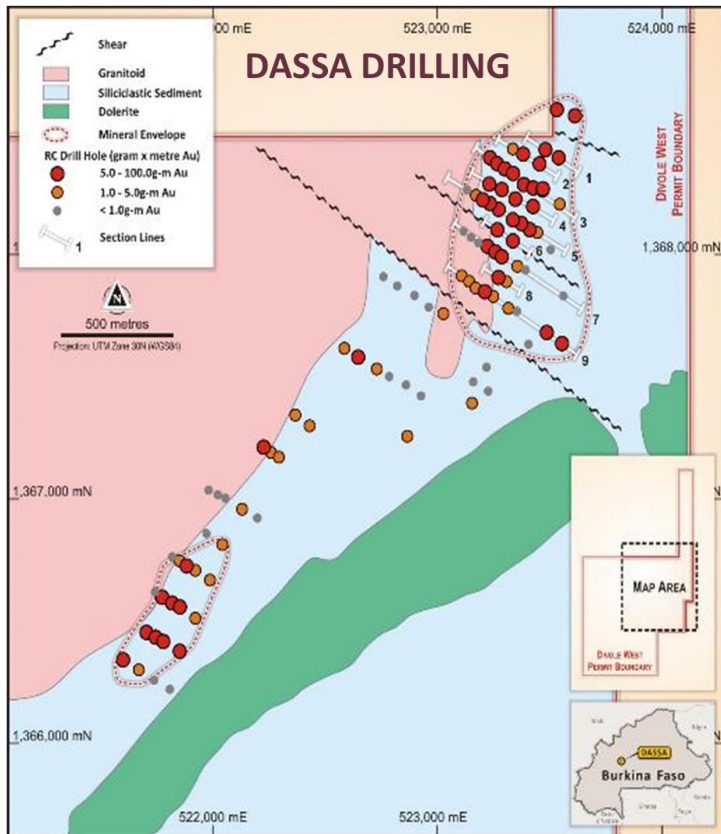 523,000 mE
524,000 mE
DASSA DRILLING
Shear
Granitoid
Siliclastic Sediment
Dolerite
Mineral Envelope
RC Drill Hole (gram x metre Au)
5.0 - 100.0g-m Au
1.0 - 5.0g-m Au
< 1.0g-m Au
1
Section Lines
N
500 metres
Projection: UTM Zone 30N (WGS84)
DIVOLE WEST
PERMIT BOUNDARY
1
2
3
4
5
6
7
8
9
1,368,000 mN
1,367,000 mN
1,366,000 mN
MAP AREA
DIVOLE WEST
PERMIT BOUNDARY
Mali
Niger
DASSA
Burkina Faso
Ghana
522,000 mE
523,000 mE